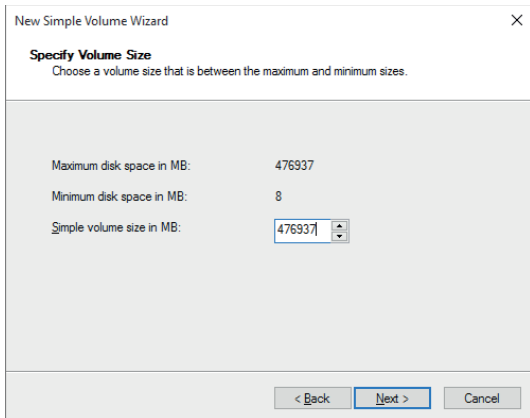 New Simple Volume Wizard
Specify Volume Size
Choose a volume size that is between the maximum and minimum sizes.
Maximum disk space in MB: 476937
Minimum disk space in MB: 8
Simple volume size in MB: 476937
< Back Next > Cancel